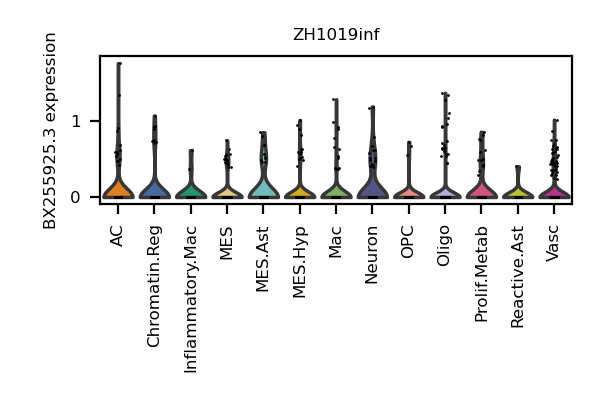 ZH1019inf
BX255925.3 expression
1
0
AC
Chromatin.Reg
Inflammatory.Mac
MES
MES.Ast
MES.Hyp
Mac
Neuron
OPC
Oligo
Prolif.Metab
Reactive.Ast
Vasc